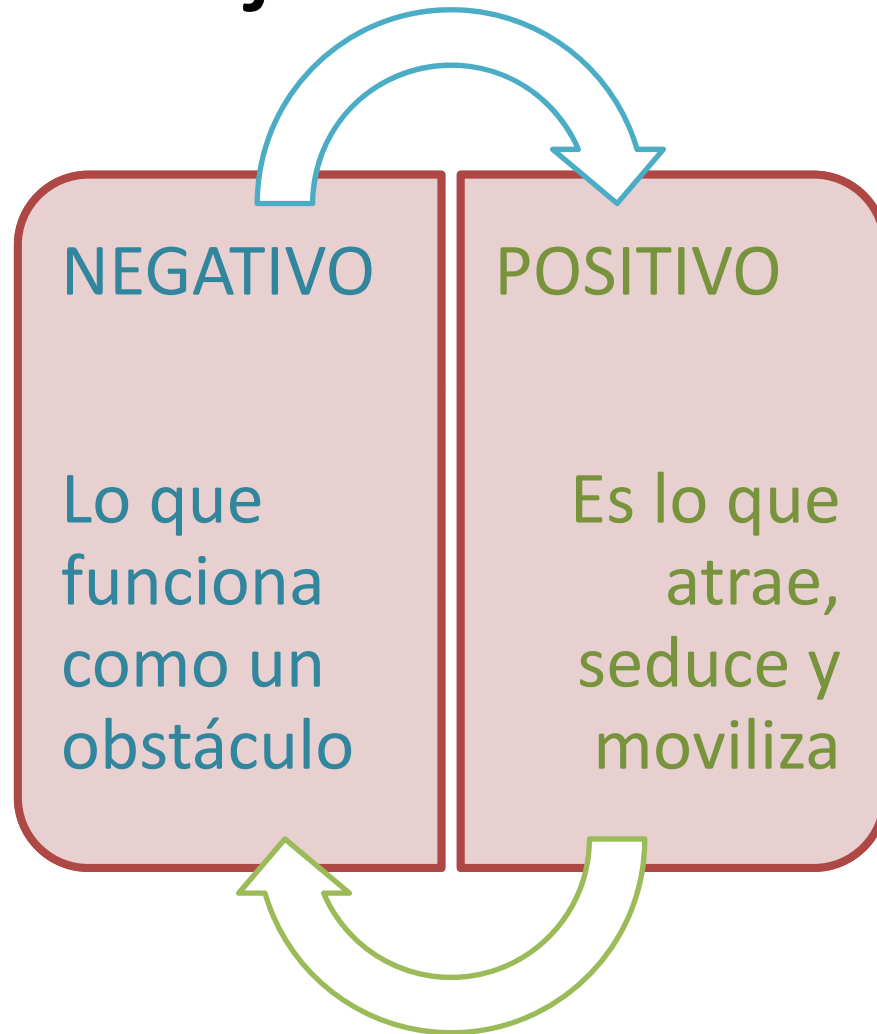 NEGATIVO
Lo que
funciona
como un
obstáculo
POSITIVO
Es lo que
atrae,
seduce y
moviliza